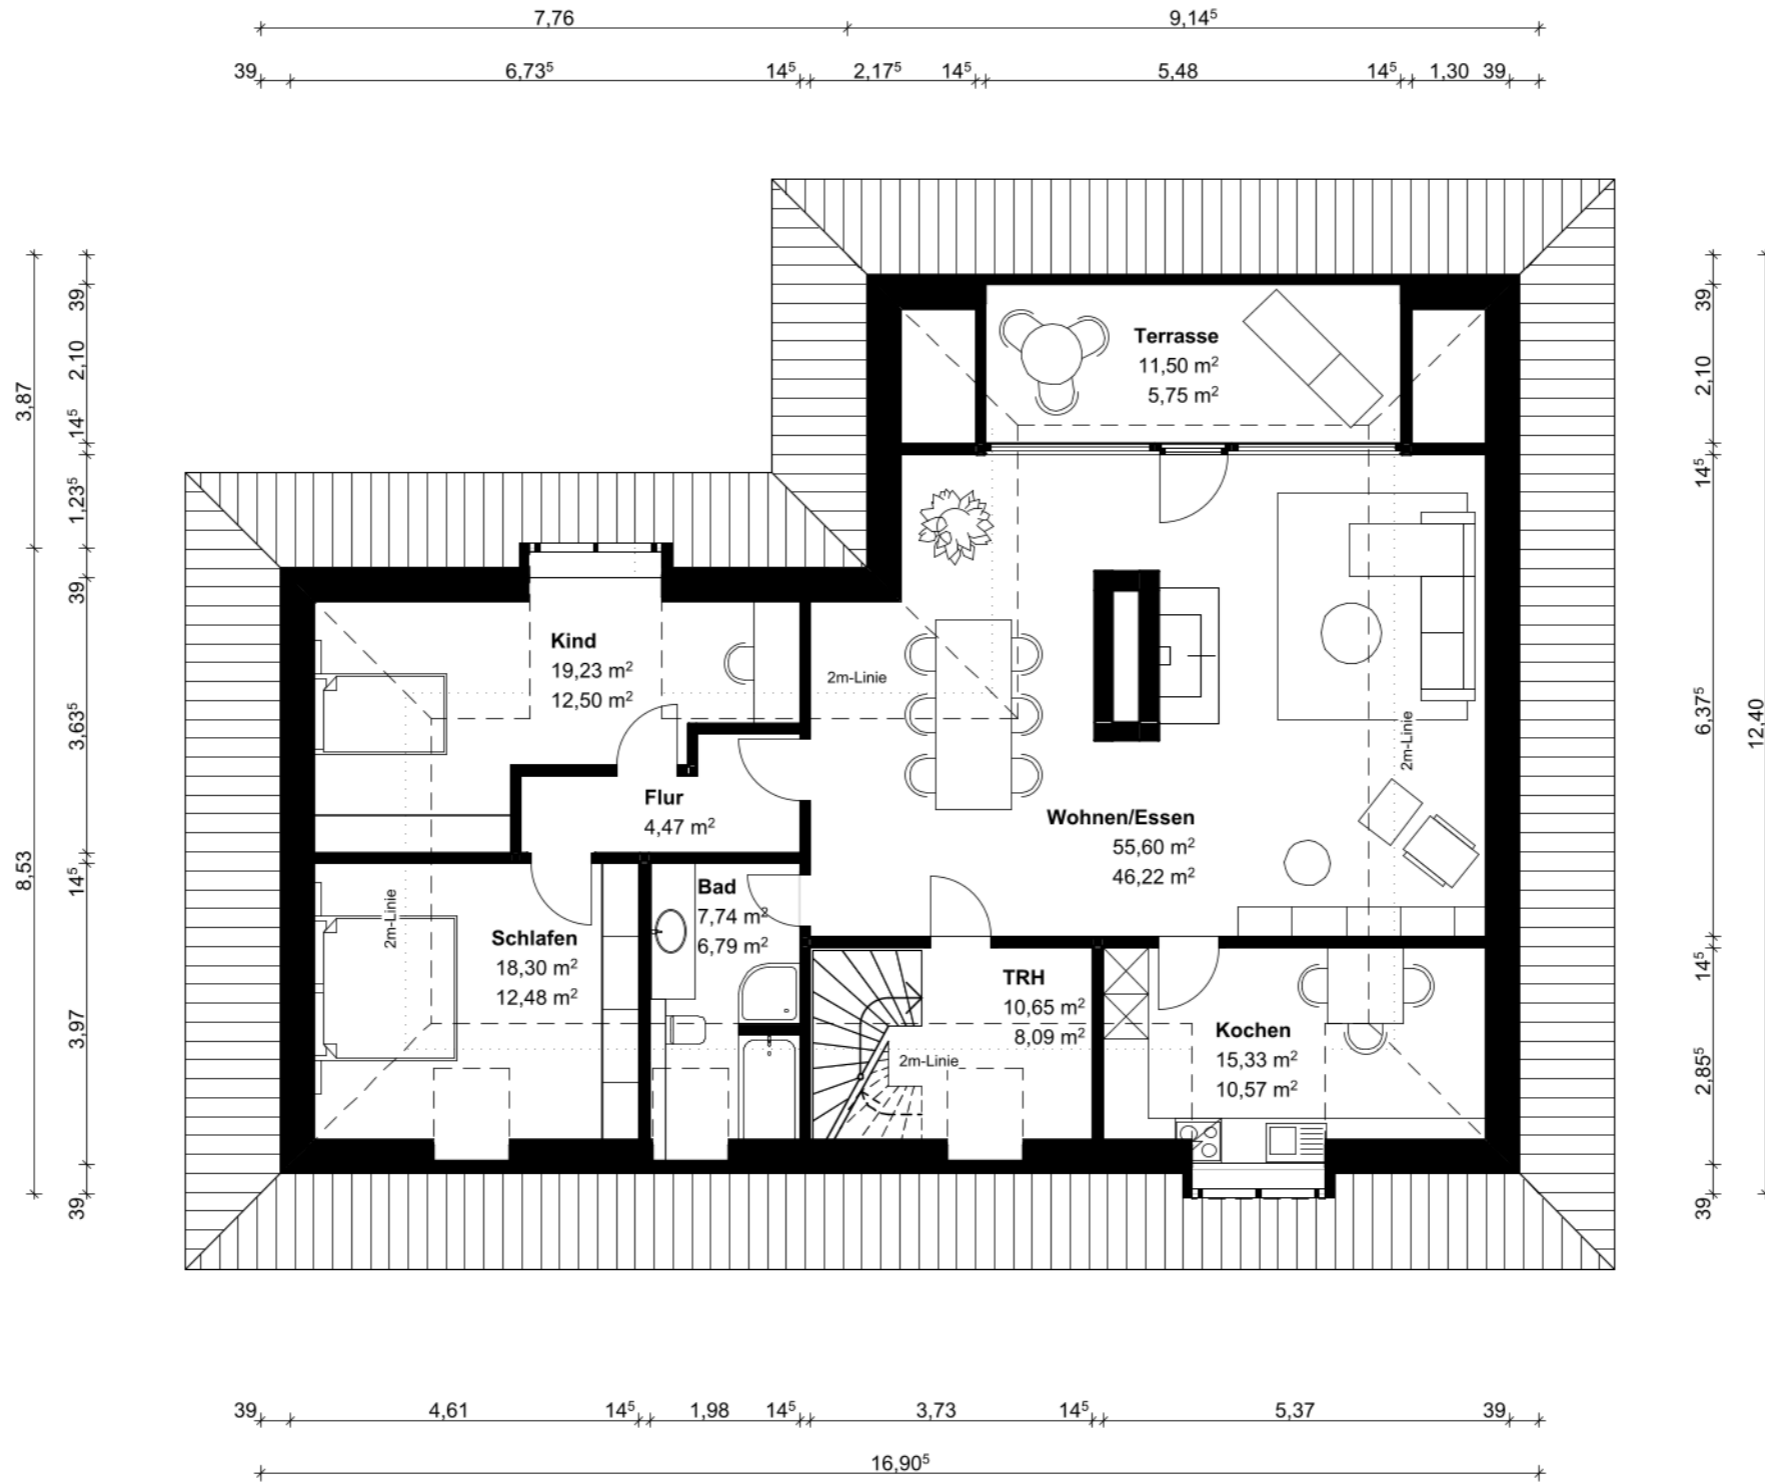 7,76 9,14⁵
39 6,73⁵ 14⁵ 2,17⁵ 14⁵ 5,48 14⁵ 1,30 39
3,87
8,53
39
2,10
14⁵
1,23⁵
39
3,63⁵
14⁵
3,97
39
Terrasse
11,50 m²
5,75 m²
Kind
19,23 m²
12,50 m²
2m-Linie
Flur
4,47 m²
Wohnen/Essen
55,60 m²
46,22 m²
2m-Linie
2m-Linie
Schlafen
18,30 m²
12,48 m²
Bad
7,74 m²
6,79 m²
TRH
10,65 m²
8,09 m²
2m-Linie
Kochen
15,33 m²
10,57 m²
39
2,10
14⁵
6,37⁵
14⁵
2,85⁵
39
12,40
39 4,61 14⁵ 1,98 14⁵ 3,73 14⁵ 5,37 39
16,90⁵